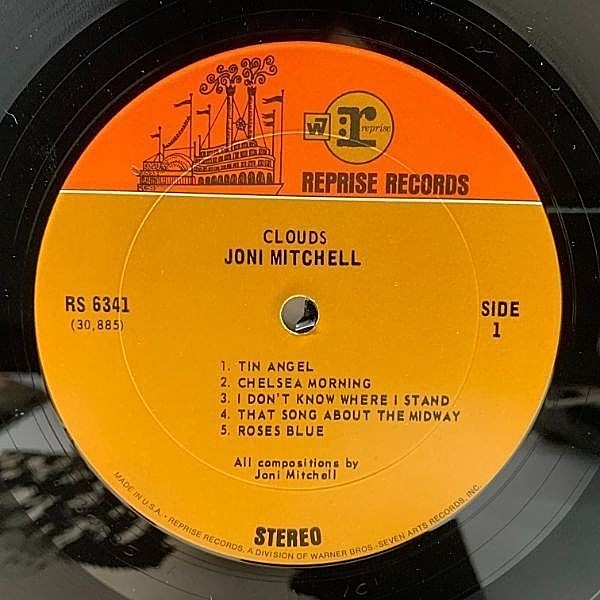 W7 r: reprise
REPRISE RECORDS
CLOUDS
JONI MITCHELL
RS 6341
(30,885)
SIDE
1
1. TIN ANGEL
2. CHELSEA MORNING
3. I DON'T KNOW WHERE I STAND
4. THAT SONG ABOUT THE MIDWAY
5. ROSES BLUE
All compositions by
Joni Mitchell
STEREO
MADE IN U.S.A. - REPRISE RECORDS, A DIVISION OF WARNER BROS.-SEVEN ARTS RECORDS, INC.